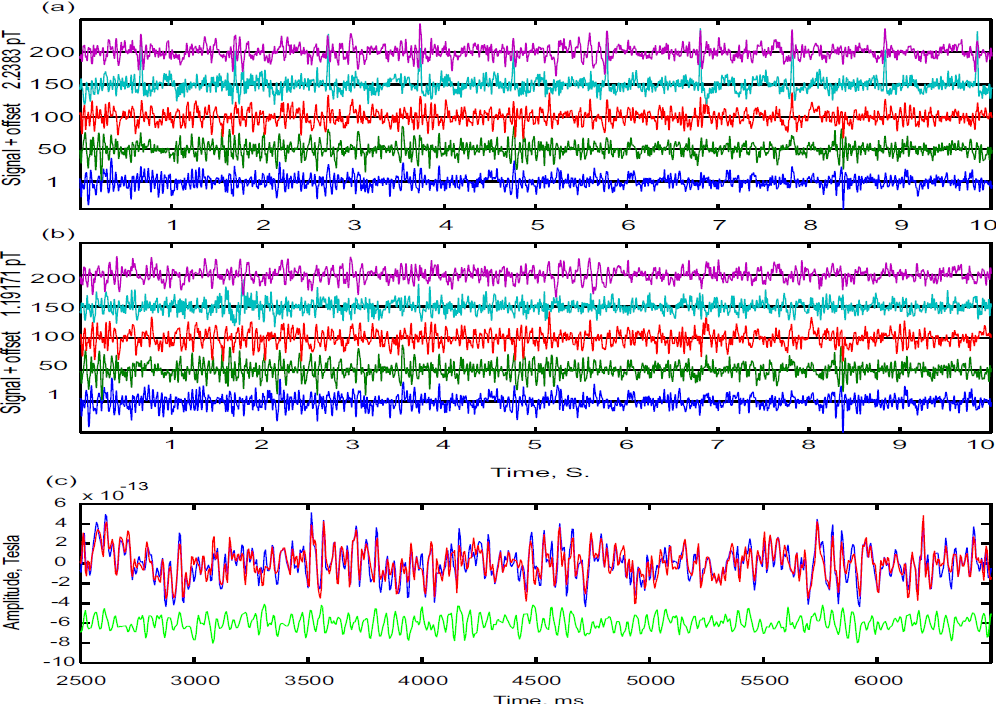 (a)
Signal + offset 2.2383 pT
200
150
100
50
1
1 2 3 4 5 6 7 8 9 10
(b)
Signal + offset 1.19171 pT
200
150
100
50
1
1 2 3 4 5 6 7 8 9 10
Time, S.
(c)
x 10^-13
Amplitude, Tesla
6
4
2
0
-2
-4
-6
-8
-10
2500 3000 3500 4000 4500 5000 5500 6000
Time, ms